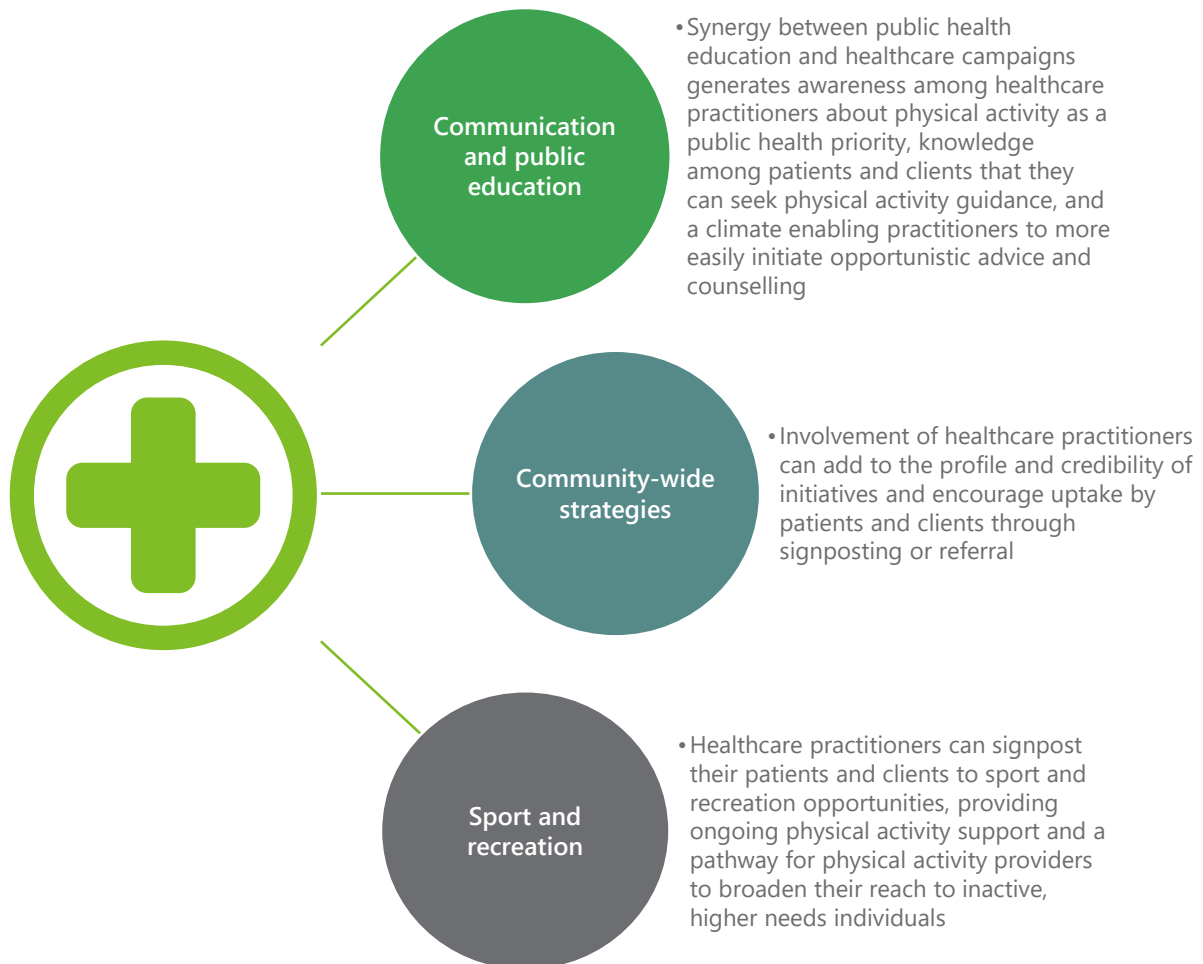 Communication
and public
education
• Synergy between public health
education and healthcare campaigns
generates awareness among healthcare
practitioners about physical activity as a
public health priority, knowledge
among patients and clients that they
can seek physical activity guidance, and
a climate enabling practitioners to more
easily initiate opportunistic advice and
counselling
Community-wide
strategies
• Involvement of healthcare practitioners
can add to the profile and credibility of
initiatives and encourage uptake by
patients and clients through
signposting or referral
Sport and
recreation
• Healthcare practitioners can signpost
their patients and clients to sport and
recreation opportunities, providing
ongoing physical activity support and a
pathway for physical activity providers
to broaden their reach to inactive,
higher needs individuals